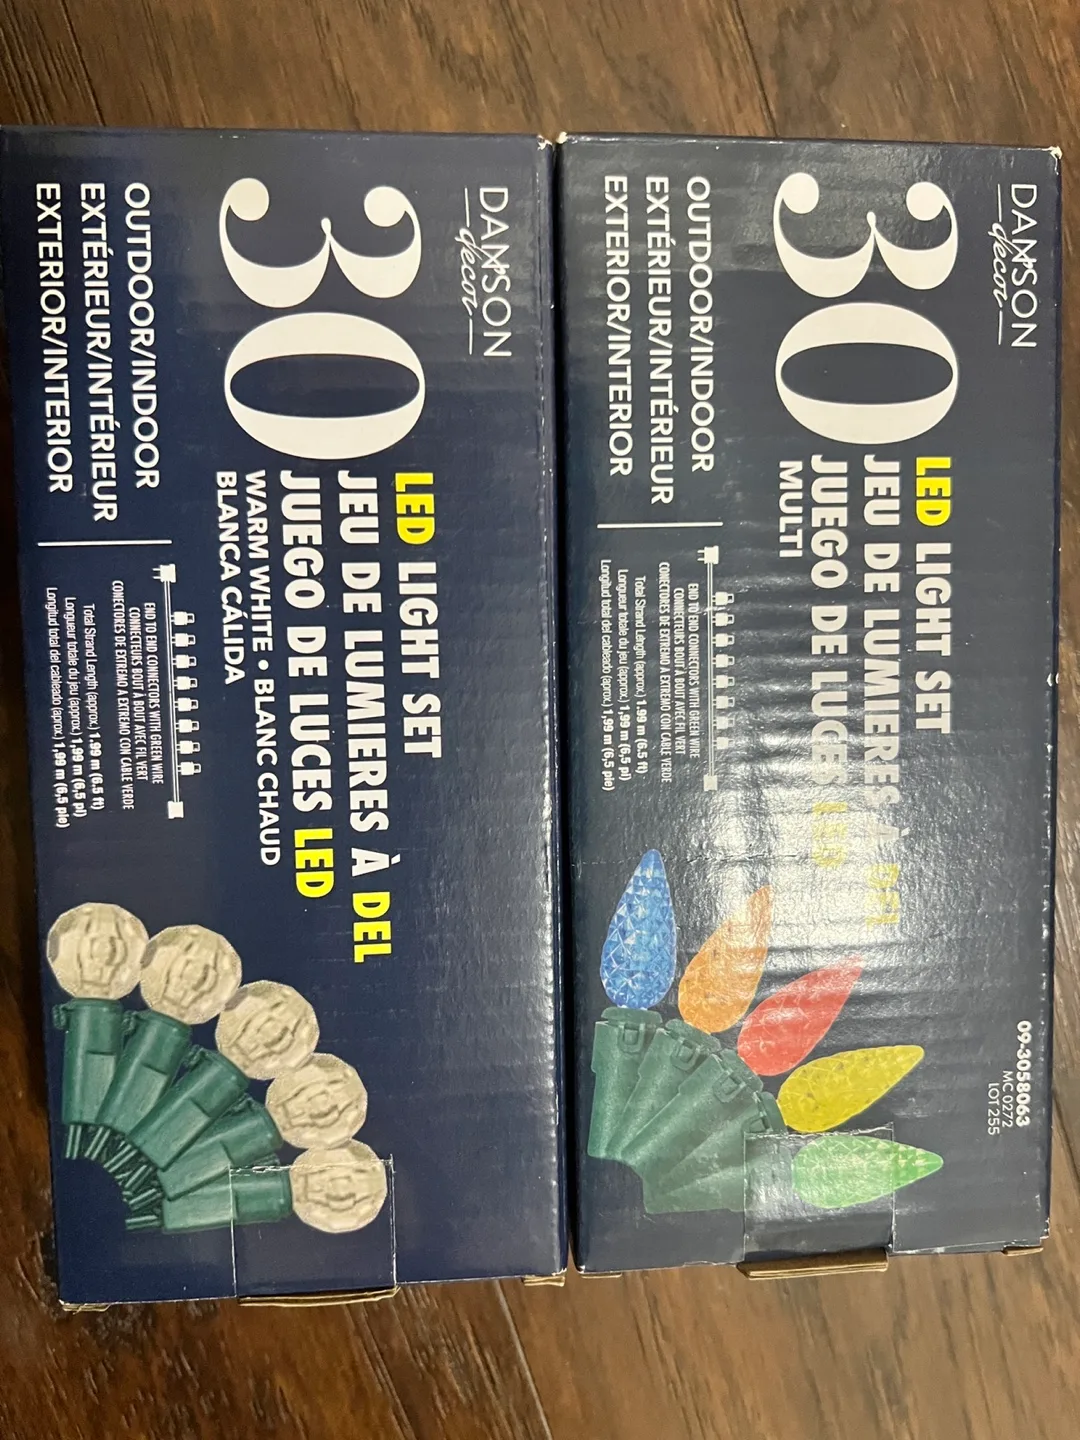 DAMSON
decor
30
LED LIGHT SET
JEU DE LUMIERES À DEL
JUEGO DE LUCES LED
WARM WHITE • BLANC CHAUD
BLANCA CÁLIDA
OUTDOOR/INDOOR
EXTÉRIEUR/INTÉRIEUR
EXTERIOR/INTERIOR
END TO END CONNECTORS WITH GREEN WIRE
CONNECTEURS BOUT À BOUT AVEC FIL VERT
CONECTORES DE EXTREMO A EXTREMO CON CABLE VERDE
Total Strand Length (approx.) 1.99 m (6.5 ft)
Longueur totale du jeu (approx.) 1,99 m (6,5 pi)
Longitud total del cableado (aprox.) 1,99 m (6,5 pie)
DAMSON
decor
30
LED LIGHT SET
JEU DE LUMIERES À DEL
JUEGO DE LUCES LED
MULTI
OUTDOOR/INDOOR
EXTÉRIEUR/INTÉRIEUR
EXTERIOR/INTERIOR
END TO END CONNECTORS WITH GREEN WIRE
CONNECTEURS BOUT À BOUT AVEC FIL VERT
CONECTORES DE EXTREMO A EXTREMO CON CABLE VERDE
Total Strand Length (approx.) 1.99 m (6.5 ft)
Longueur totale du jeu (approx.) 1,99 m (6,5 pi)
Longitud total del cableado (aprox.) 1,99 m (6,5 pie)
09-3058063
MC 0272
LOT 255